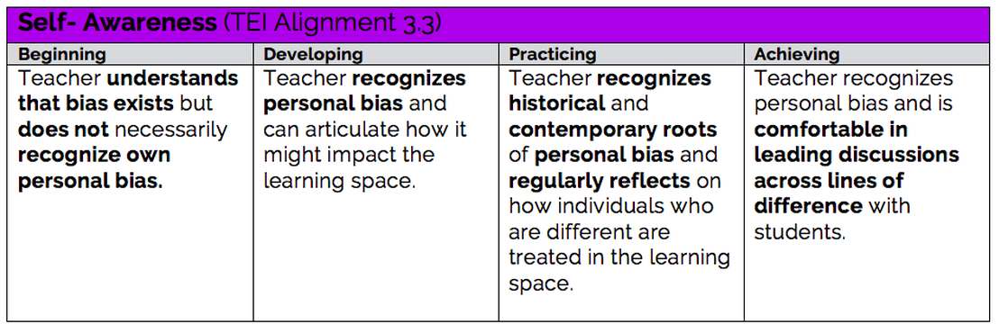 Self- Awareness (TEI Alignment 3.3)
Beginning
Teacher understands
that bias exists but
does not necessarily
recognize own
personal bias.
Developing
Teacher recognizes
personal bias and
can articulate how it
might impact the
learning space.
Practicing
Teacher recognizes
historical and
contemporary roots
of personal bias and
regularly reflects on
how individuals who
are different are
treated in the learning
space.
Achieving
Teacher recognizes
personal bias and is
comfortable in
leading discussions
across lines of
difference with
students.